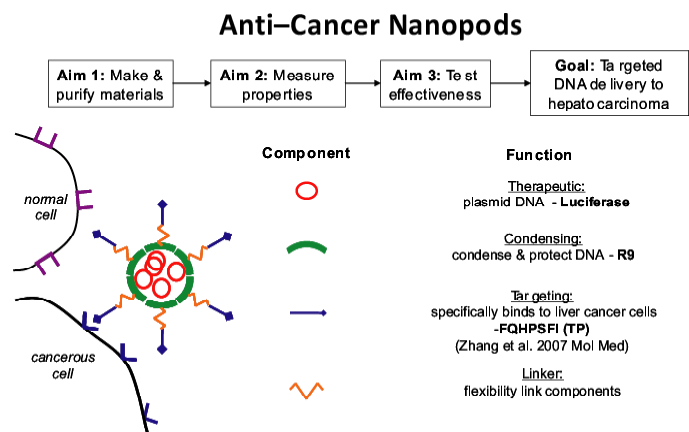 Anti–Cancer Nanopods
Aim 1: Make &
purify materials
Aim 2: Measure
properties
Aim 3: Test
effectiveness
Goal: Targeted
DNA delivery to
hepato carcinoma
Component
Function
normal
cell
cancerous
cell
Therapeutic:
plasmid DNA - Luciferase
Condensing:
condense & protect DNA - R9
Targeting:
specifically binds to liver cancer cells
-FQHPSFI (TP)
(Zhang et al. 2007 Mol Med)
Linker:
flexibility link components